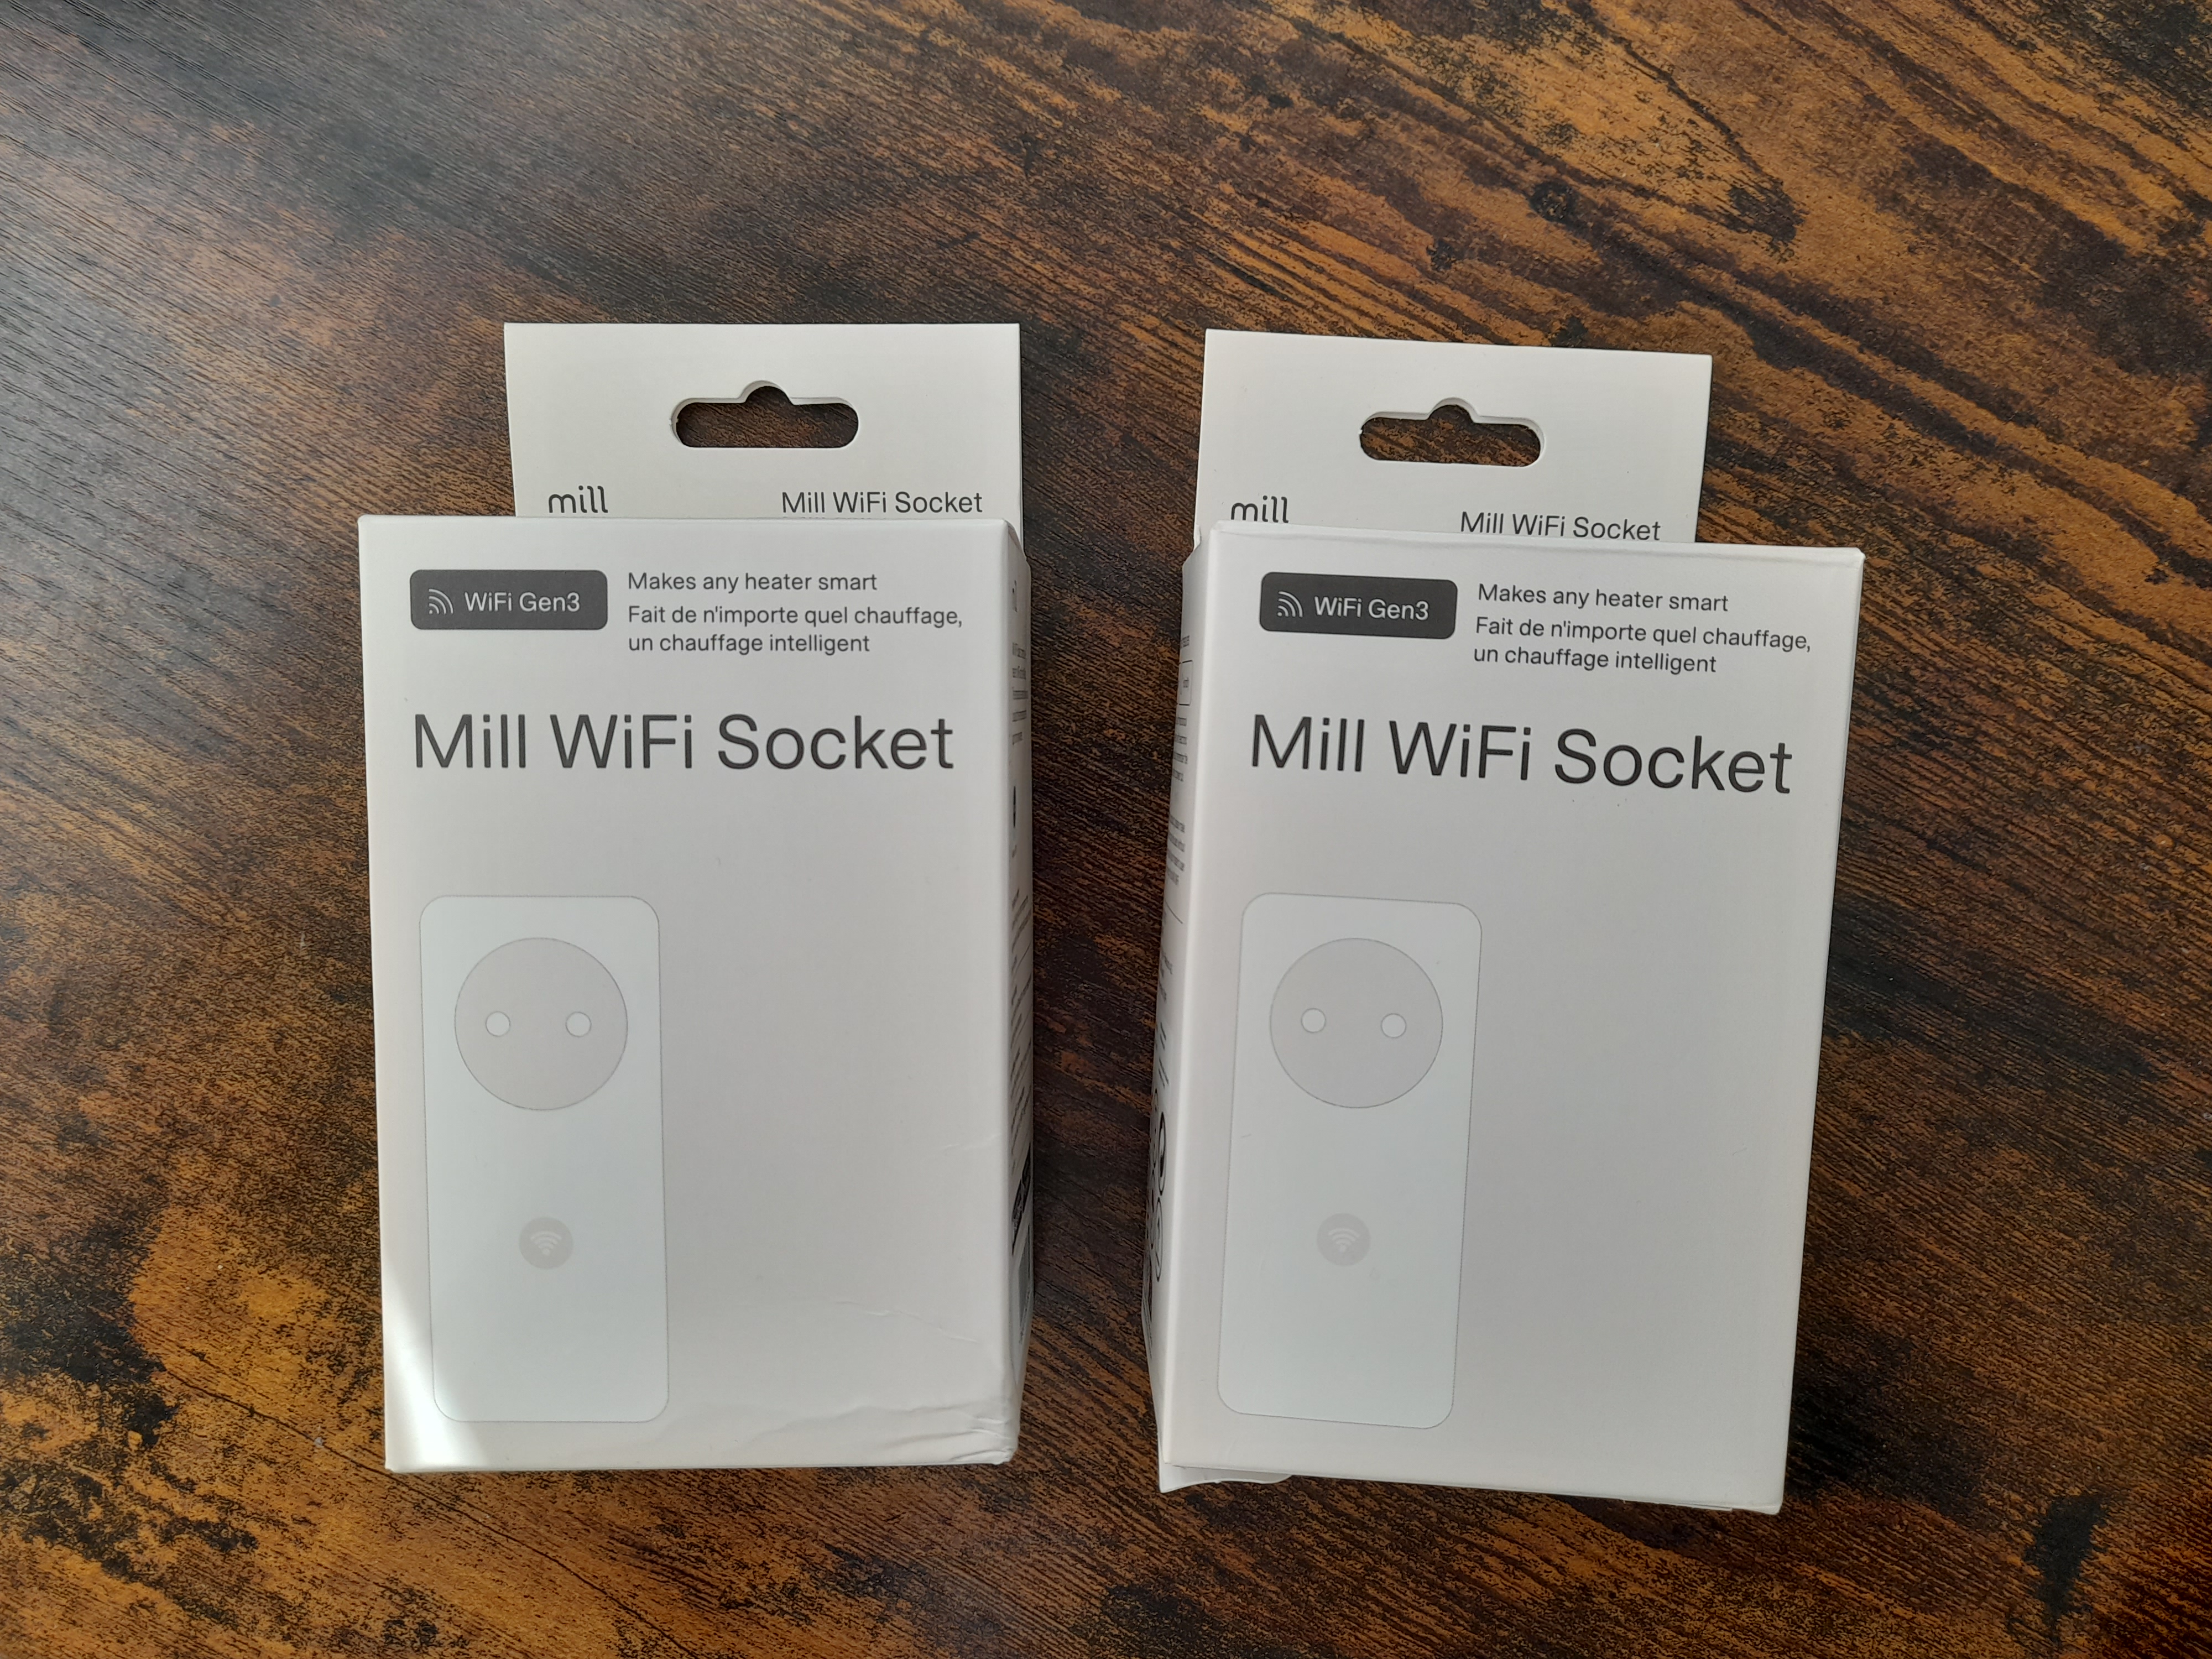 mill
Mill WiFi Socket
WiFi Gen3
Makes any heater smart
Fait de n'importe quel chauffage,
un chauffage intelligent
Mill WiFi Socket
mill
Mill WiFi Socket
WiFi Gen3
Makes any heater smart
Fait de n'importe quel chauffage,
un chauffage intelligent
Mill WiFi Socket